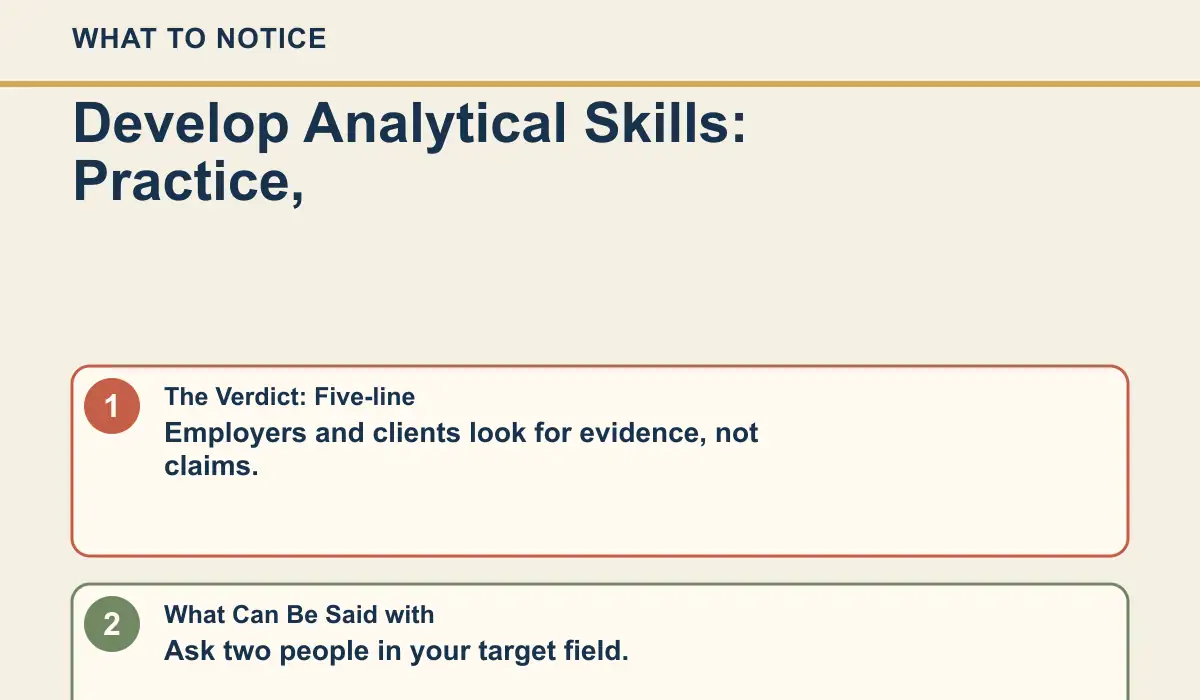 WHAT TO NOTICE
Develop Analytical Skills:
Practice,
1
The Verdict: Five-line
Employers and clients look for evidence, not
claims.
2
What Can Be Said with
Ask two people in your target field.